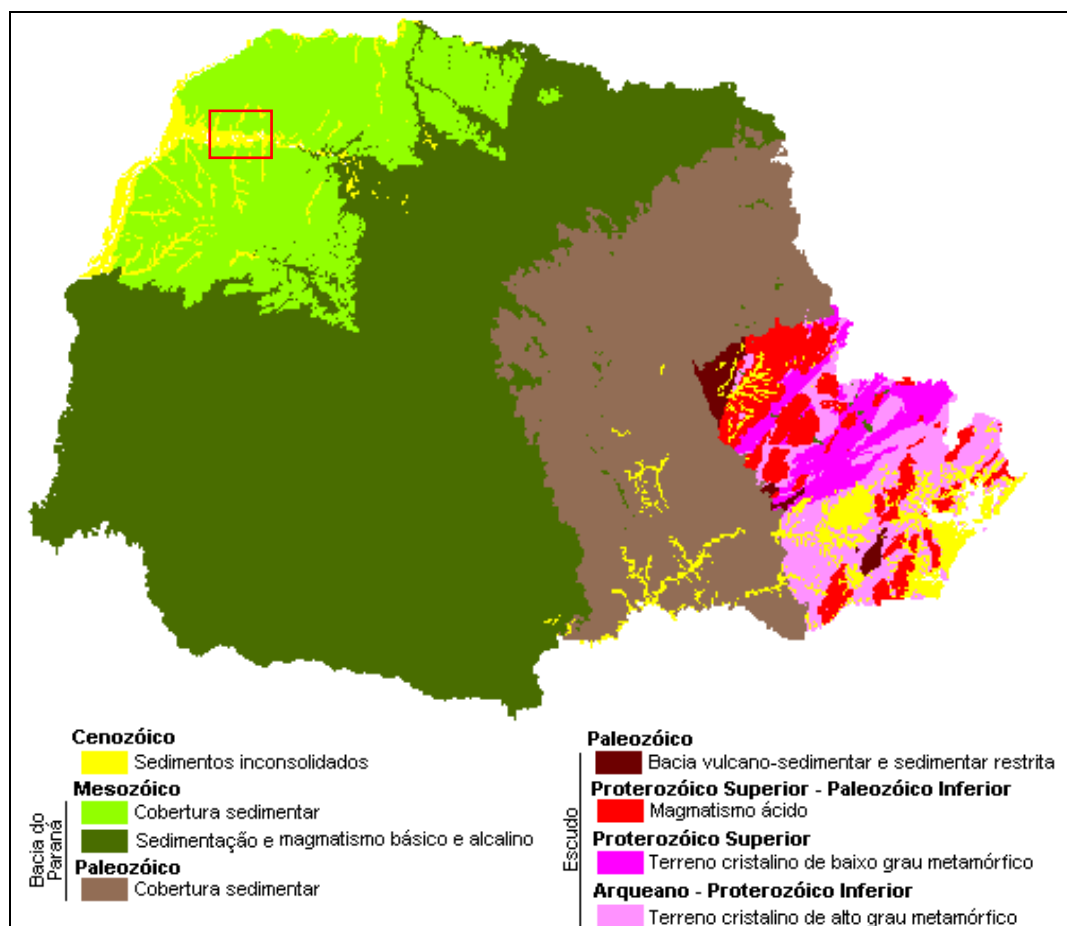 Cenozóico
Sedimentos inconsolidados
Mesozóico
Cobertura sedimentar
Sedimentação e magmatismo básico e alcalino
Paleozóico
Cobertura sedimentar
Bacia do
Paraná
Paleozóico
Bacia vulcano-sedimentar e sedimentar restrita
Proterozóico Superior - Paleozóico Inferior
Magmatismo ácido
Proterozóico Superior
Terreno cristalino de baixo grau metamórfico
Arqueano - Proterozóico Inferior
Terreno cristalino de alto grau metamórfico
Escudo